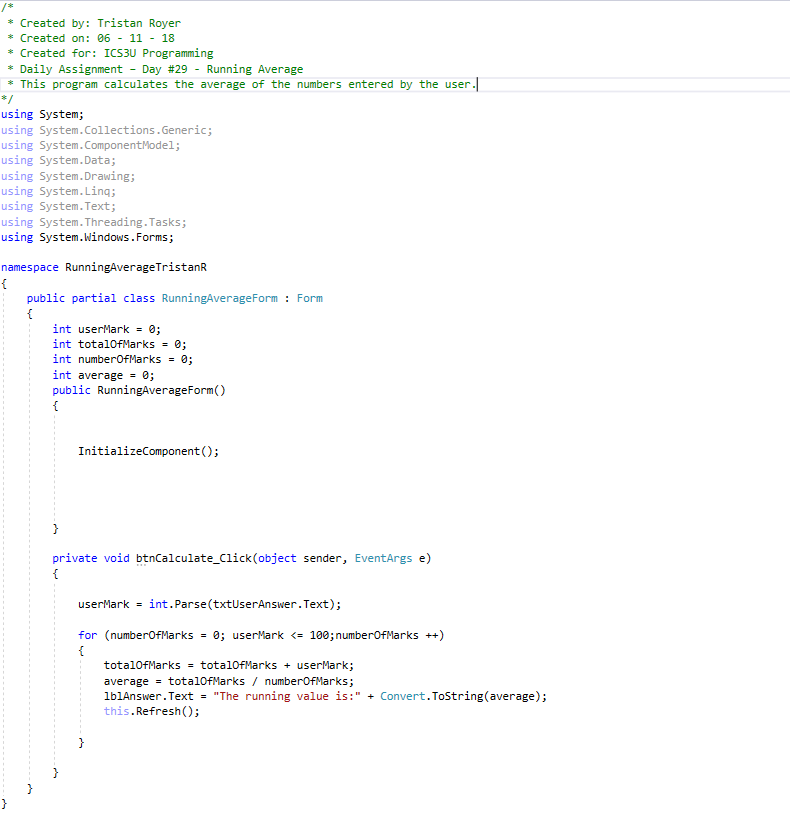 /*
 * Created by: Tristan Royer
 * Created on: 06 - 11 - 18
 * Created for: ICS3U Programming
 * Daily Assignment – Day #29 - Running Average
 * This program calculates the average of the numbers entered by the user.
*/
using System;
using System.Collections.Generic;
using System.ComponentModel;
using System.Data;
using System.Drawing;
using System.Linq;
using System.Text;
using System.Threading.Tasks;
using System.Windows.Forms;

namespace RunningAverageTristanR
{
    public partial class RunningAverageForm : Form
    {
        int userMark = 0;
        int totalOfMarks = 0;
        int numberOfMarks = 0;
        int average = 0;
        public RunningAverageForm()
        {

            InitializeComponent();

        }

        private void btnCalculate_Click(object sender, EventArgs e)
        {

            userMark = int.Parse(txtUserAnswer.Text);

            for (numberOfMarks = 0; userMark <= 100;numberOfMarks ++)
            {
                totalOfMarks = totalOfMarks + userMark;
                average = totalOfMarks / numberOfMarks;
                lblAnswer.Text = "The running value is:" + Convert.ToString(average);
                this.Refresh();

            }

        }
    }
}